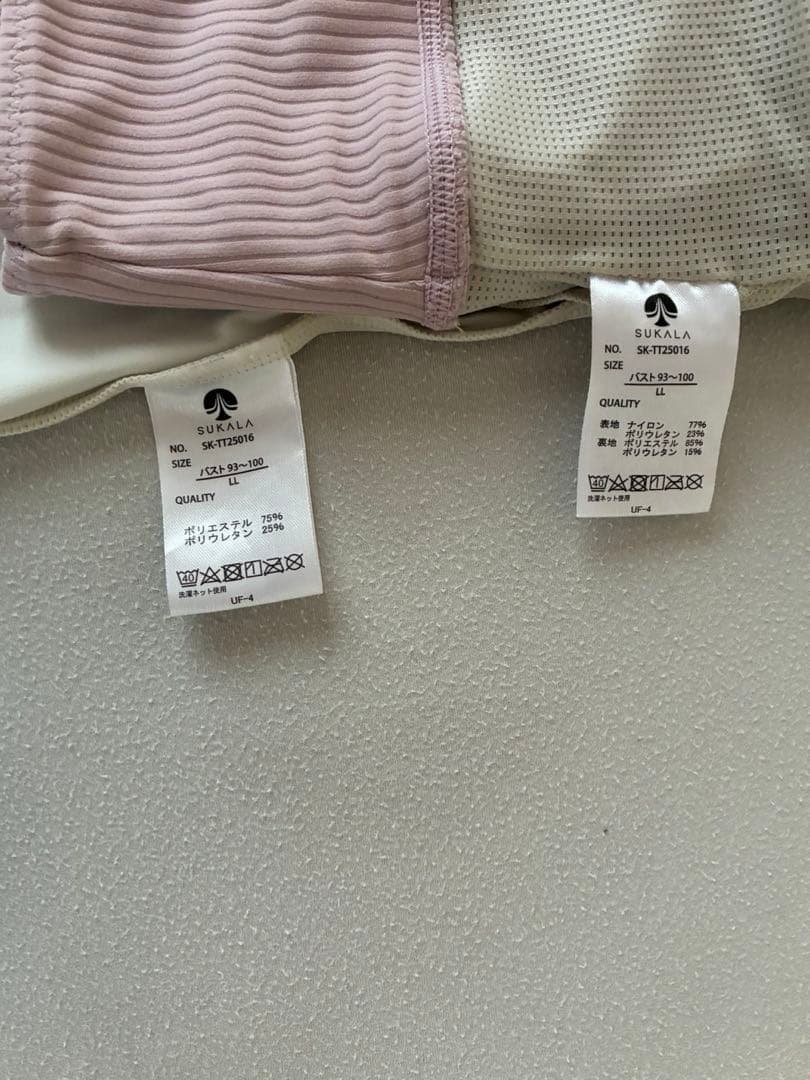 SUKALA
NO. SK-TT25016
SIZE
バスト93～100
LL
QUALITY
ポリエステル 75%
ポリウレタン 25%
40
洗濯ネット使用
UF-4
SUKALA
NO. SK-TT25016
SIZE
バスト93～100
LL
QUALITY
表地 ナイロン 77%
ポリウレタン 23%
裏地 ポリエステル 85%
ポリウレタン 15%
40
洗濯ネット使用
UF-4